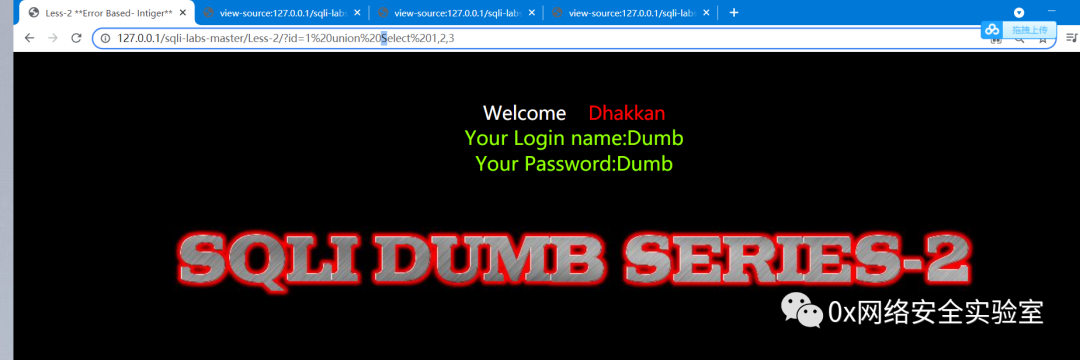 Less-2 **Error Based- Intiger**
view-source:127.0.0.1/sqli-labs
view-source:127.0.0.1/sqli-labs
view-source:127.0.0.1/sqli-labs
127.0.0.1/sqli-labs-master/Less-2/?id=1%20union%20Select%201,2,3
拖拽上传
Welcome Dhakkan
Your Login name:Dumb
Your Password:Dumb
SQLI DUMB SERIES-2
0x网络安全实验室